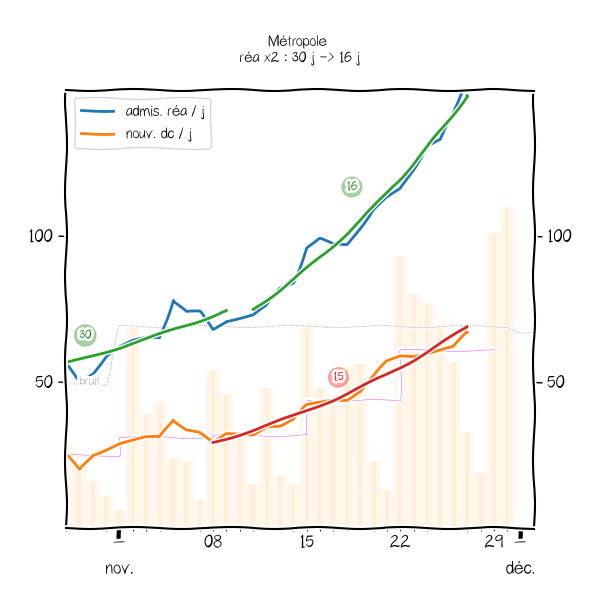 Métropole
réa x2 : 30 j -> 16 j
admis. réa / j
nouv. dc / j
16
100
100
30
bruit
50
50
15
08
15
22
29
nov.
déc.